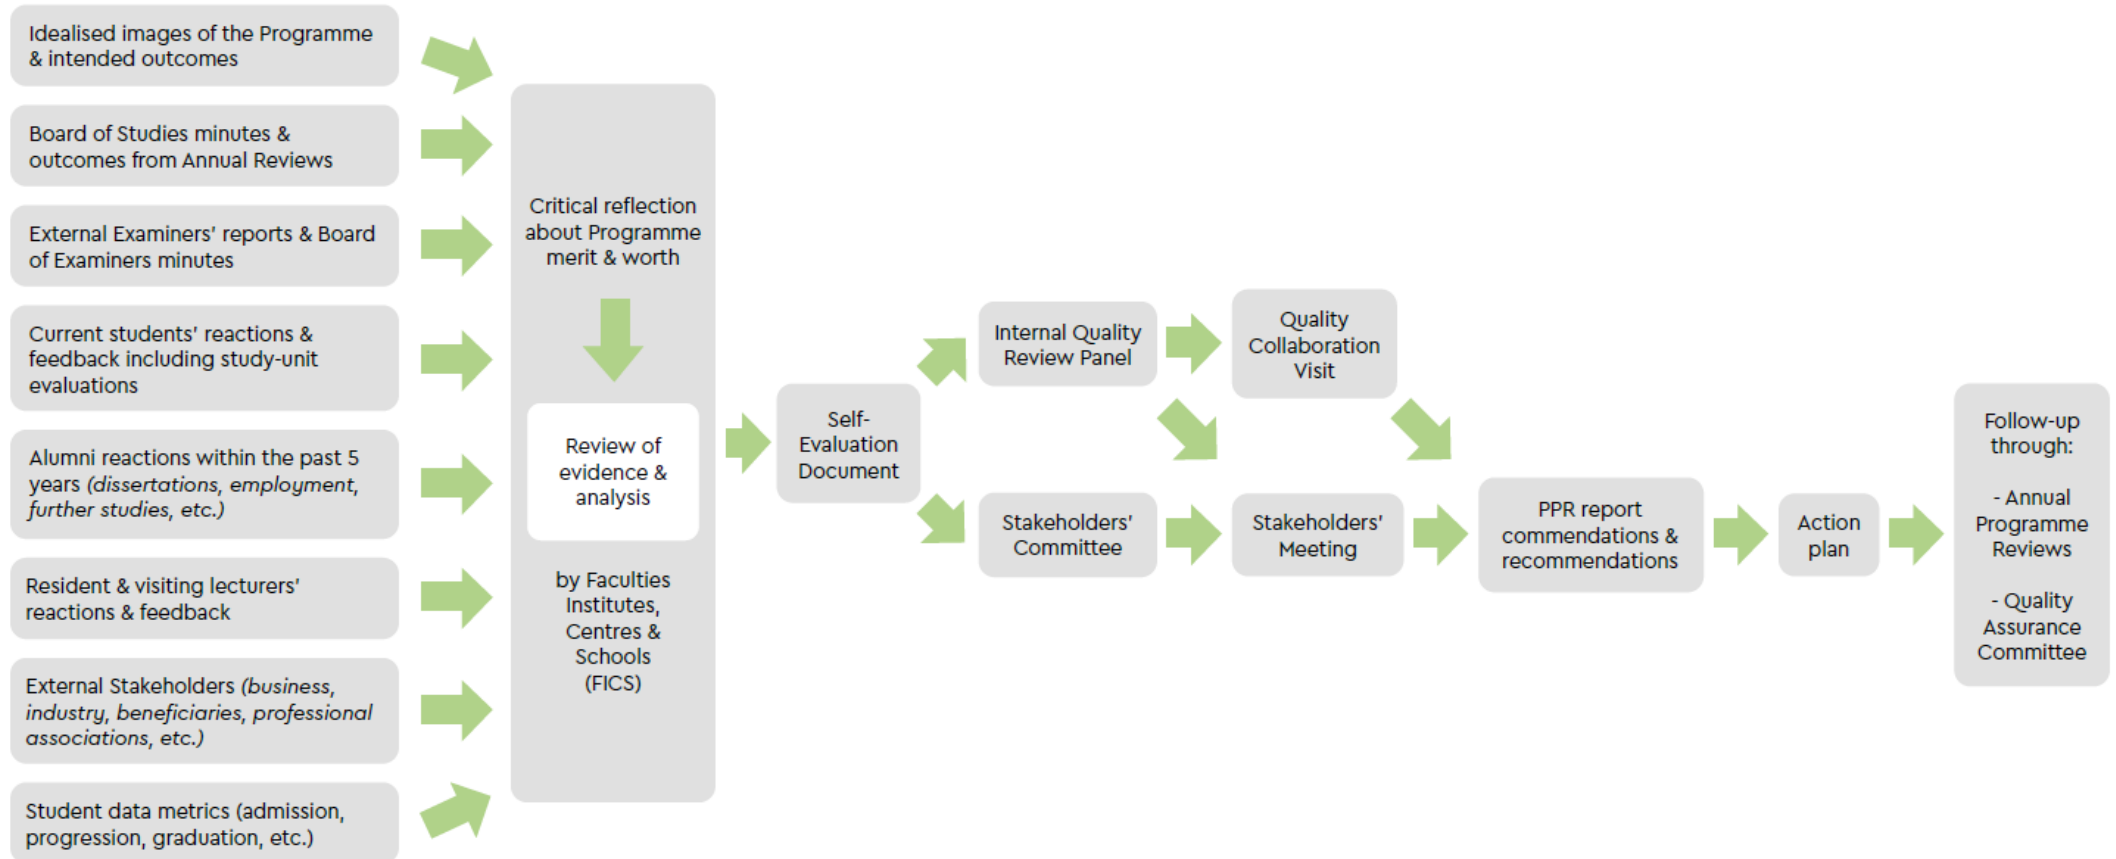 Idealised images of the Programme
& intended outcomes
Board of Studies minutes &
outcomes from Annual Reviews
External Examiners' reports & Board
of Examiners minutes
Current students' reactions &
feedback including study-unit
evaluations
Alumni reactions within the past 5
years (dissertations, employment,
further studies, etc.)
Resident & visiting lecturers'
reactions & feedback
External Stakeholders (business,
industry, beneficiaries, professional
associations, etc.)
Student data metrics (admission,
progression, graduation, etc.)
Critical reflection
about Programme
merit & worth
Review of
evidence &
analysis
by Faculties
Institutes,
Centres &
Schools
(FICS)
Self-
Evaluation
Document
Internal Quality
Review Panel
Quality
Collaboration
Visit
Stakeholders'
Committee
Stakeholders'
Meeting
PPR report
commendations &
recommendations
Action
plan
Follow-up
through:
- Annual
Programme
Reviews
- Quality
Assurance
Committee